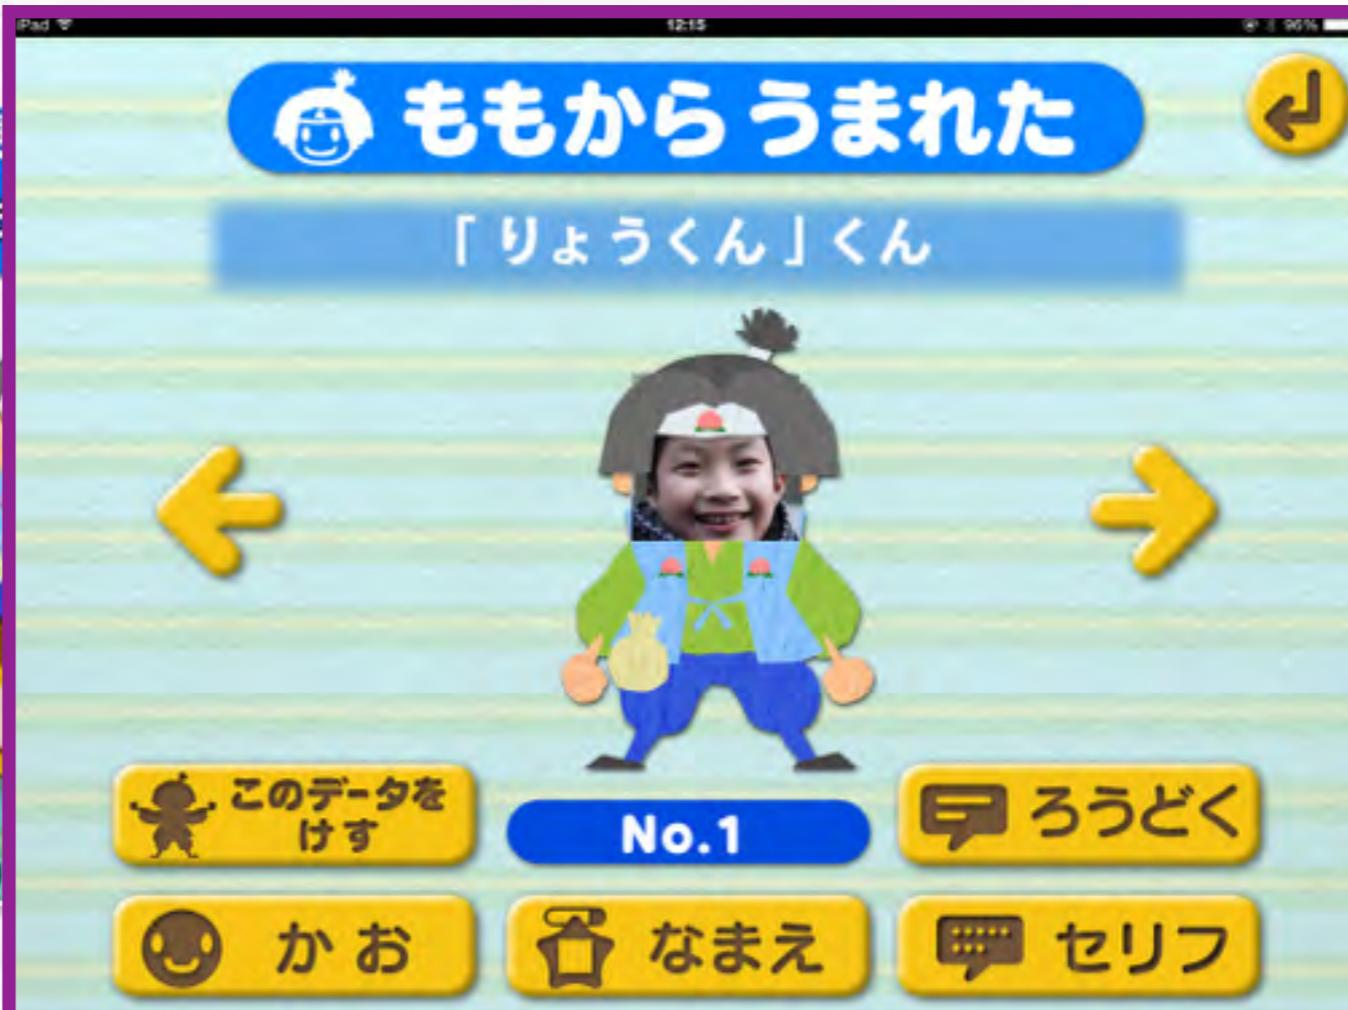 iPad
12:15
96%
ももから うまれた
「りょうくん」くん
このデータを
けす
No.1
ろうどく
かお
なまえ
セリフ